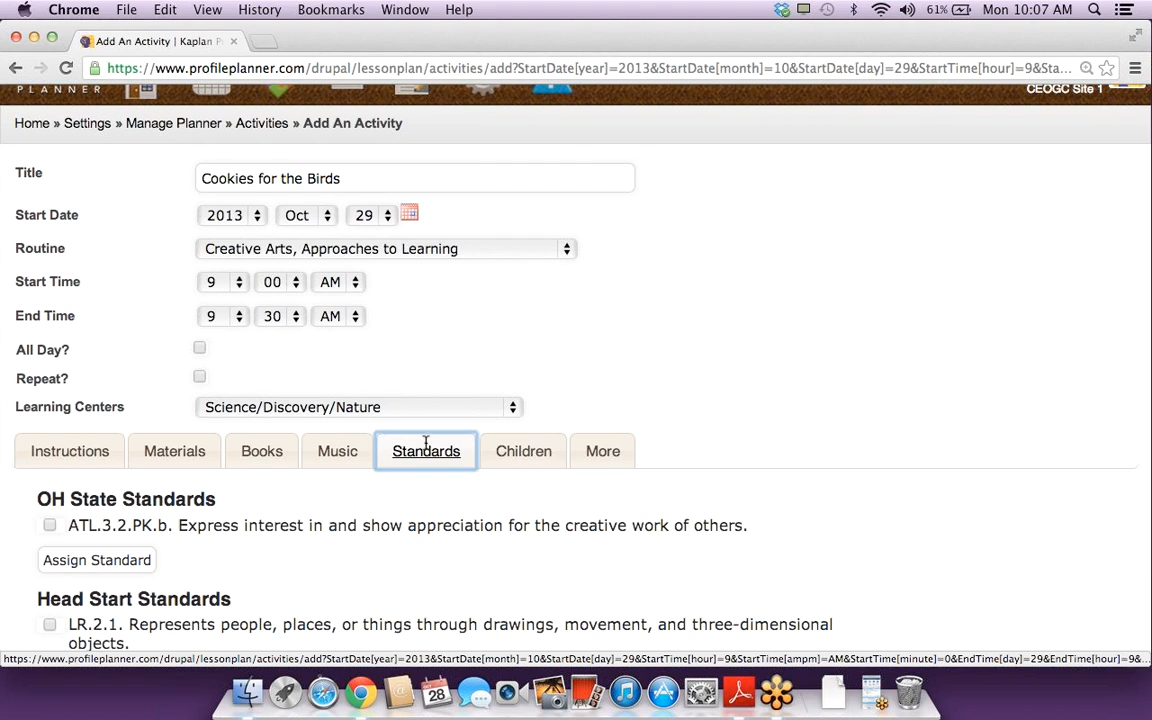 Chrome File Edit View History Bookmarks Window Help 61% Mon 10:07 AM
Add An Activity | Kaplan P
https://www.profileplanner.com/drupal/lessonplan/activities/add?StartDate[year]=2013&StartDate[month]=10&StartDate[day]=29&StartTime[hour]=9&Sta...
PLANNER CEOGC Site 1
Home » Settings » Manage Planner » Activities » Add An Activity
Title Cookies for the Birds
Start Date 2013 Oct 29
Routine Creative Arts, Approaches to Learning
Start Time 9 00 AM
End Time 9 30 AM
All Day?
Repeat?
Learning Centers Science/Discovery/Nature
Instructions Materials Books Music Standards Children More
OH State Standards
ATL.3.2.PK.b. Express interest in and show appreciation for the creative work of others.
Assign Standard
Head Start Standards
LR.2.1. Represents people, places, or things through drawings, movement, and three-dimensional
objects.
https://www.profileplanner.com/drupal/lessonplan/activities/add?StartDate[year]=2013&StartDate[month]=10&StartDate[day]=29&StartTime[hour]=9&StartTime[ampm]=AM&StartTime[minute]=0&EndTime[day]=29&EndTime[hour]=9&...
28